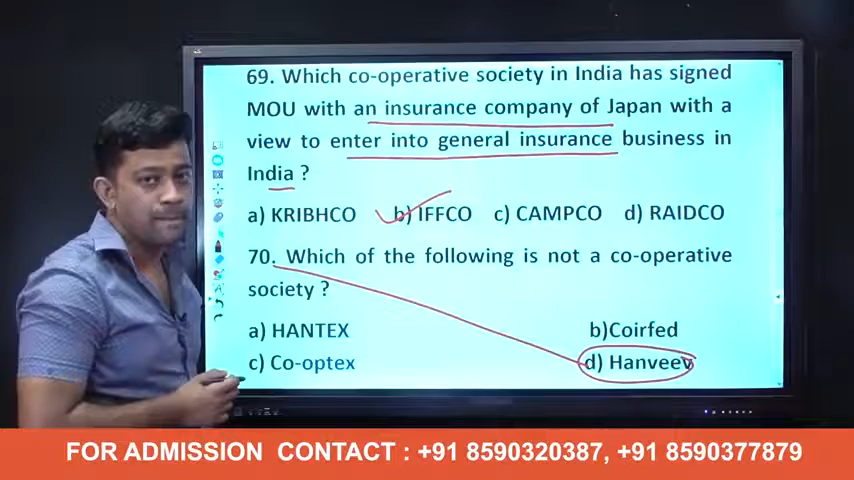 69. Which co-operative society in India has signed
MOU with an insurance company of Japan with a
view to enter into general insurance business in
India ?
a) KRIBHCO b) IFFCO c) CAMPCO d) RAIDCO
70. Which of the following is not a co-operative
society ?
a) HANTEX b)Coirfed
c) Co-optex d) Hanveev
FOR ADMISSION CONTACT : +91 8590320387, +91 8590377879